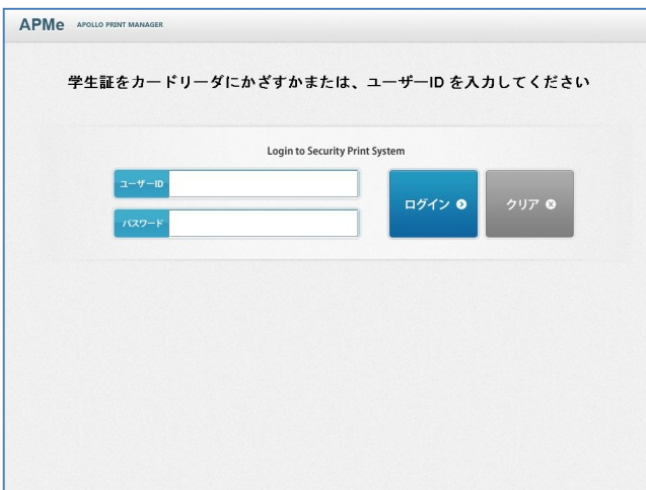 APMe APOLLO PRINT MANAGER
学生証をカードリーダにかざすかまたは、ユーザーID を入力してください
Login to Security Print System
ユーザーID
パスワード
ログイン
クリア